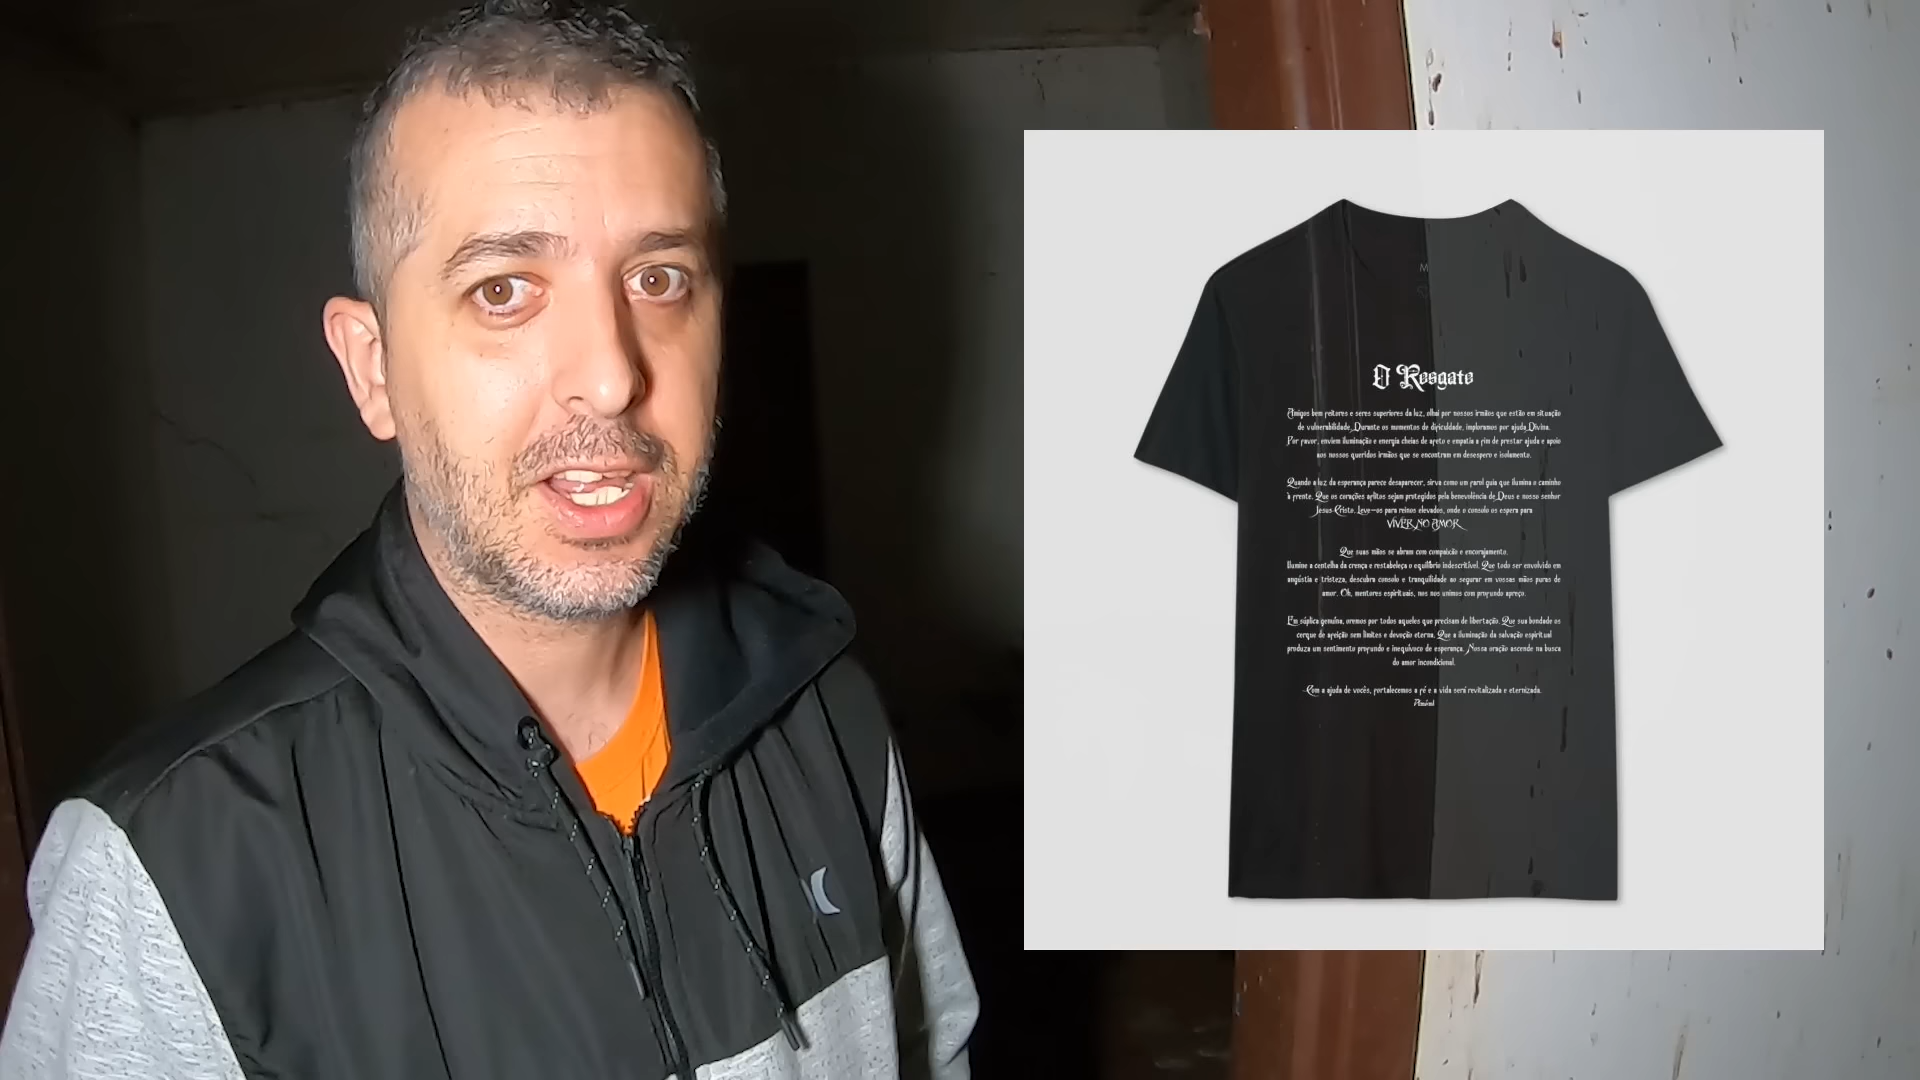 M
O Resgate
Amigos bem feitores e seres superiores da luz, olhai por nossos irmãos que estão em situação
de vulnerabilidade. Durante os momentos de dificuldade, imploramos por ajuda Divina.
Por favor, enviem iluminação e energia cheias de afeto e empatia a fim de prestar ajuda e apoio
aos nossos queridos irmãos que se encontram em desespero e isolamento.
Quando a luz da esperança parece desaparecer, sirva como um farol guia que ilumina o caminho
à frente. Que os corações aflitos sejam protegidos pela benevolência de Deus e nosso senhor
Jesus Cristo. Leve-os para reinos elevados, onde o consolo os espera para
VIVER NO AMOR
Que suas mãos se abram com compaixão e encorajamento.
Ilumine a centelha da crença e restabeleça o equilíbrio indescritível. Que todo ser envolvido em
angústia e tristeza, descubra consolo e tranquilidade ao segurar em vossas mãos puras de
amor. Oh, mentores espirituais, nos nos unimos com profundo apreço.
Em súplica genuína, oremos por todos aqueles que precisam de libertação. Que sua bondade os
cerque de afeição sem limites e devoção eterna. Que a iluminação da salvação espiritual
produza um sentimento profundo e inequívoco de esperança. Nossa oração ascende na busca
do amor incondicional.
Com a ajuda de vocês, fortalecemos a fé e a vida será revitalizada e eternizada.